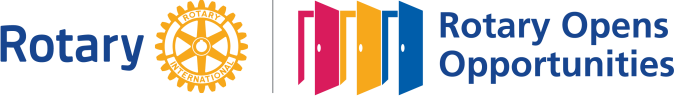 Rotary
ROTARY
INTERNATIONAL
Rotary Opens
Opportunities